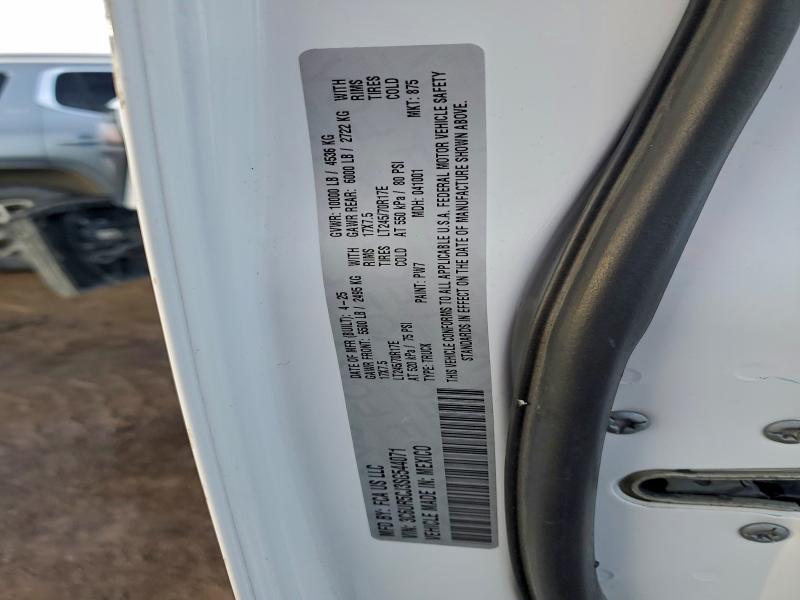 MFD BY: FCA US LLC
DATE OF MFR (BUILT): 4-25
GVWR: 10000 LB / 4536 KG
GAWR FRONT: 5500 LB / 2495 KG WITH
GAWR REAR: 6000 LB / 2722 KG WITH
17X7.5 RIMS
17X7.5 RIMS
LT245/70R17E TIRES
LT245/70R17E TIRES
AT 520 kPa / 75 PSI COLD
AT 550 kPa / 80 PSI COLD
VIN: 3C6UR5CJ3SG544071
TYPE: TRUCK PAINT: PW7 MDH: 041001 MKT: 875
VEHICLE MADE IN: MEXICO
THIS VEHICLE CONFORMS TO ALL APPLICABLE U.S.A. FEDERAL MOTOR VEHICLE SAFETY
STANDARDS IN EFFECT ON THE DATE OF MANUFACTURE SHOWN ABOVE.